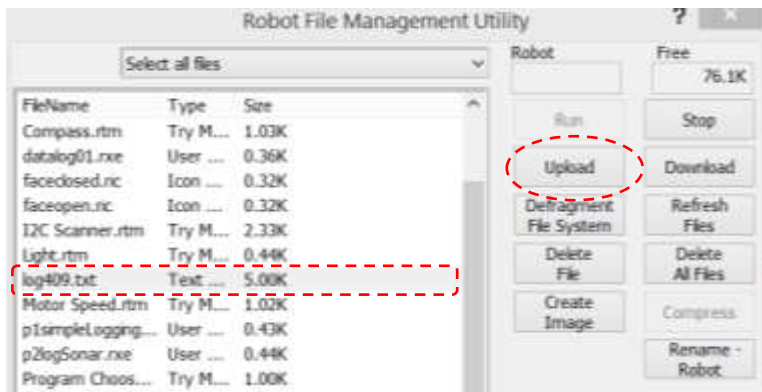 Robot File Management Utility ?
Select all files
Robot Free
76.1K
FileName Type Size
Compass.rtm Try M... 1.03K
datalog01.rxe User ... 0.36K
faceclosed.ric Icon ... 0.32K
faceopen.ric Icon ... 0.32K
I2C Scanner.rtm Try M... 2.33K
Light.rtm Try M... 0.44K
log409.txt Text ... 5.00K
Motor Speed.rtm Try M... 1.02K
p1simpleLogging... User ... 0.43K
p2logSonar.rxe User ... 0.44K
Program Choos... Try M... 1.00K
Run Stop
Upload Download
Defragment
File System
Refresh
Files
Delete
File
Delete
All Files
Create
Image
Compress
Rename -
Robot